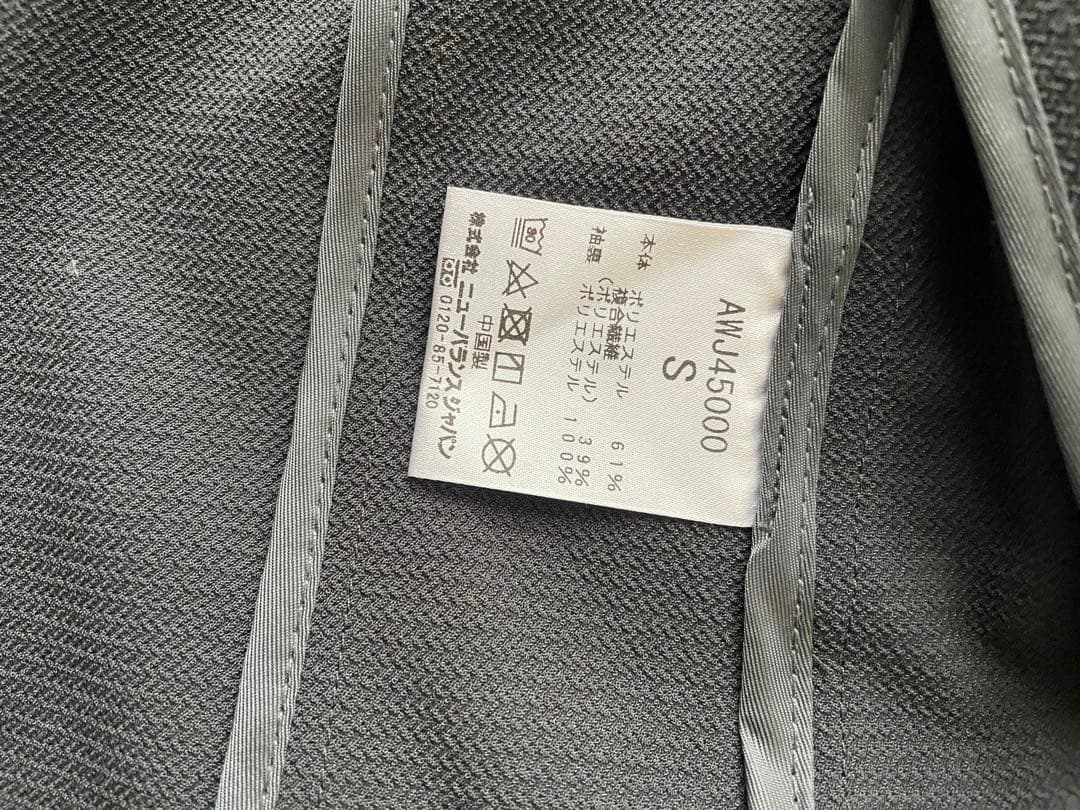 AWJ45000
S
本体 ポリエステル 61%
複合繊維
(ポリエステル) 39%
袖裏 ポリエステル 100%
30
中国製
株式会社 ニューバランスジャパン
0120-85-7120